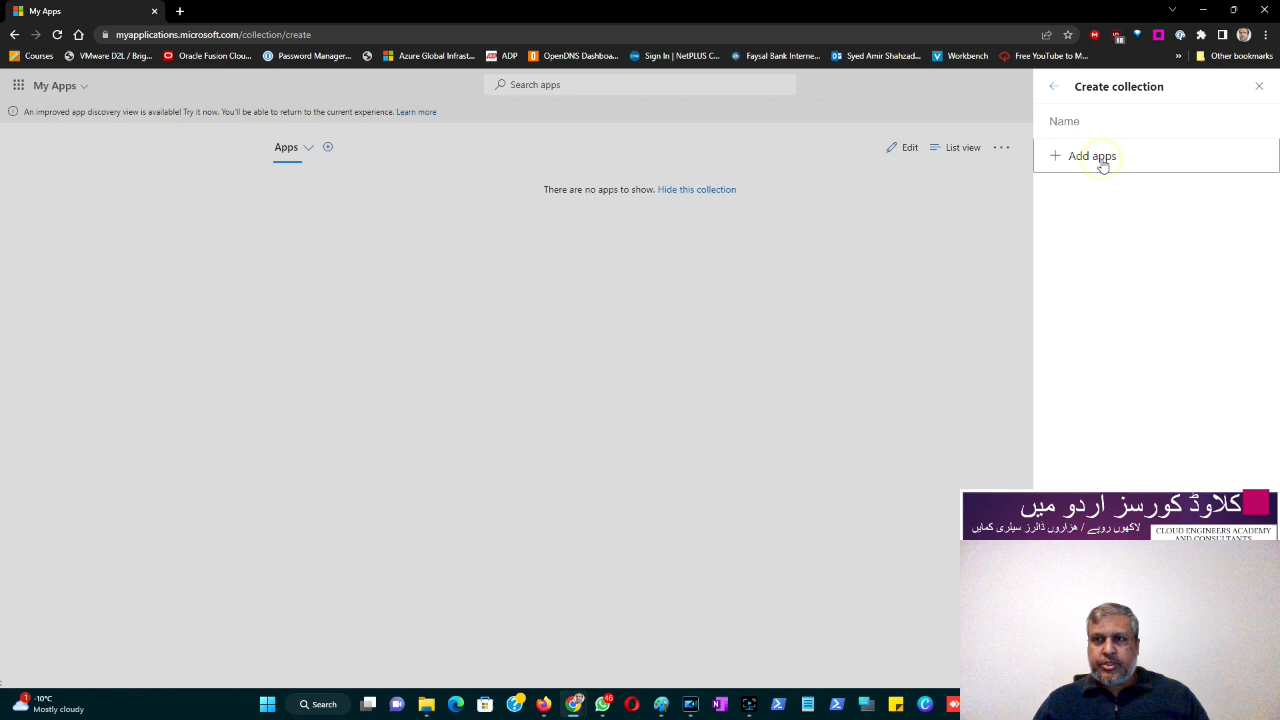 My Apps
myapplications.microsoft.com/collection/create
Courses
VMware D2L / Brig...
Oracle Fusion Clou...
Password Manager...
Azure Global Infrast...
ADP
OpenDNS Dashboa...
Sign In | NetPLUS C...
Faysal Bank Interne...
Syed Amir Shahzad...
Workbench
Free YouTube to M...
»
Other bookmarks
My Apps
Search apps
Create collection
An improved app discovery view is available! Try it now. You'll be able to return to the current experience. Learn more
Name
Apps
Edit
List view
+ Add apps
There are no apps to show. Hide this collection
کلاوڈ کورسز اردو میں
لاکھوں روپے / ھزاروں ڈالرز سیلری کمایں
CLOUD ENGINEERS ACADEMY
AND CONSULTANTS
1
-10°C
Mostly cloudy
Search
46